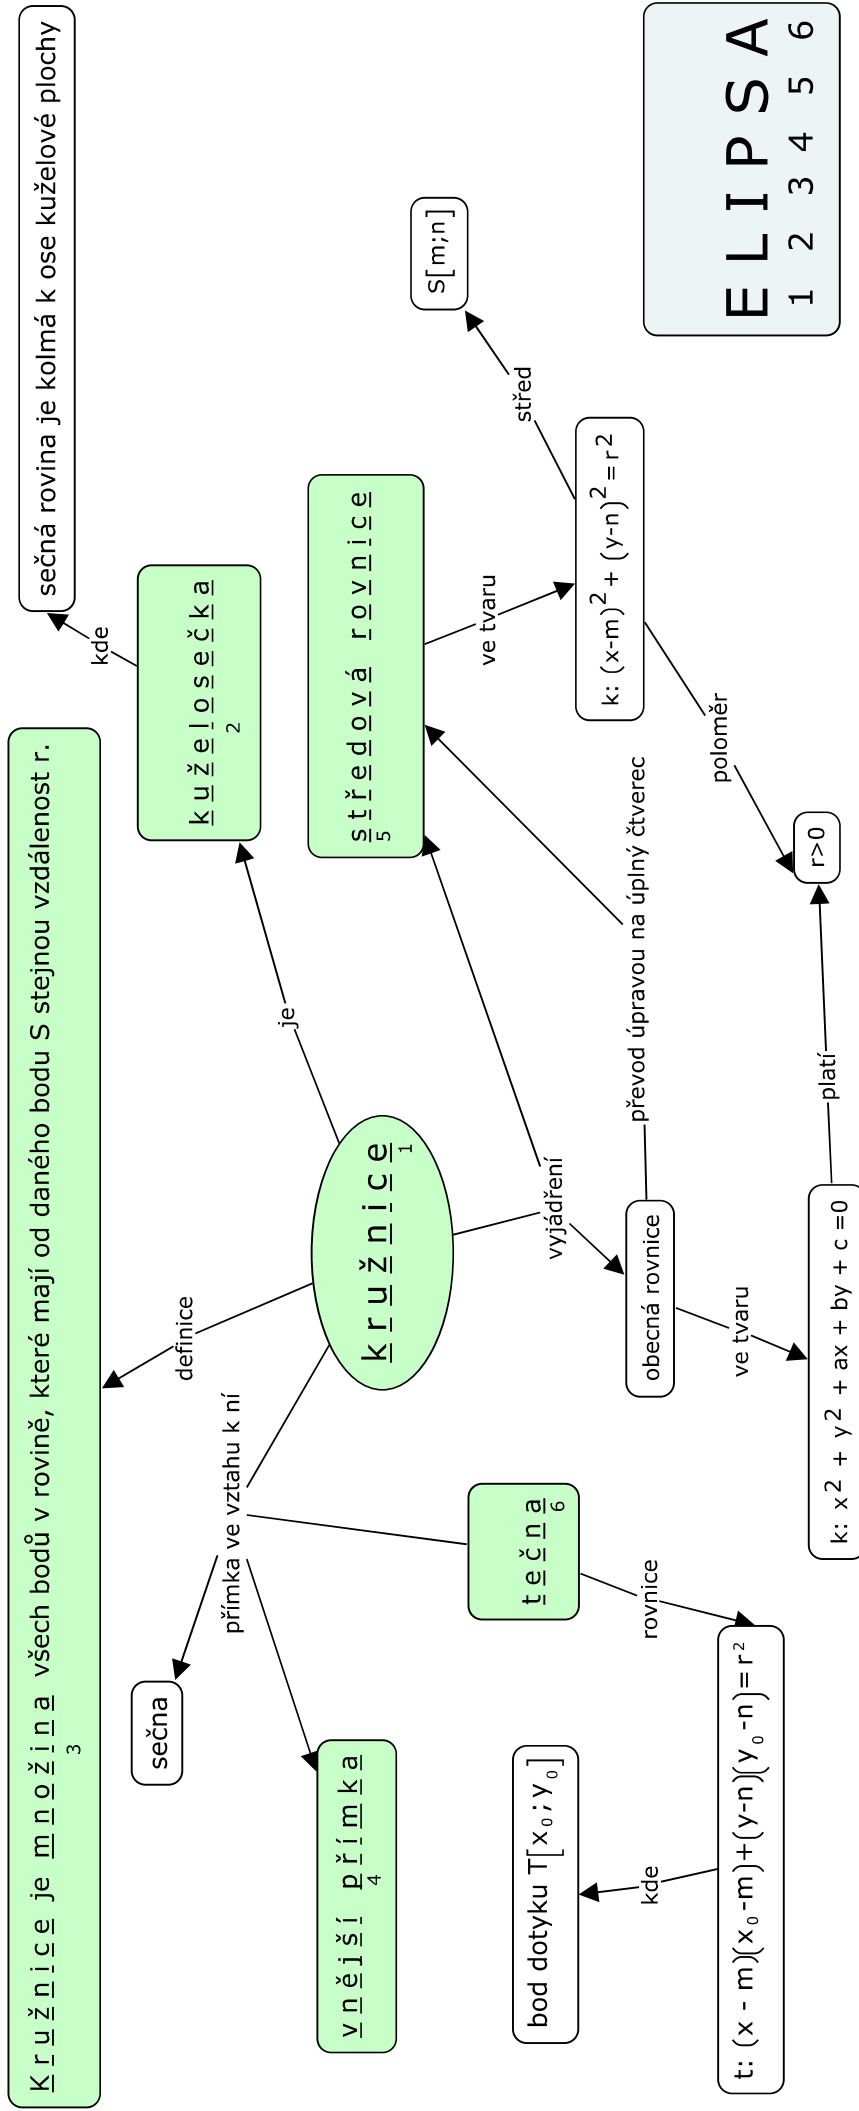 Kružnice je množina všech bodů v rovině, které mají od daného bodu S stejnou vzdálenost r.
3
sečná rovina je kolmá k ose kuželové plochy
kde
definice
přímka ve vztahu k ní
sečna
je
kuželosečka
2
vnější přímka
4
kružnice
1
středová rovnice
5
S[m;n]
střed
ve tvaru
vyjádření
tečna
6
bod dotyku T[x₀;y₀]
kde
rovnice
obecná rovnice
převod úpravou na úplný čtverec
k: (x-m)² + (y-n)² = r²
poloměr
ve tvaru
t: (x - m)(x₀-m)+(y-n)(y₀-n)= r²
k: x² + y² + ax + by + c =0
platí
r>0
ELIPSA
1 2 3 4 5 6